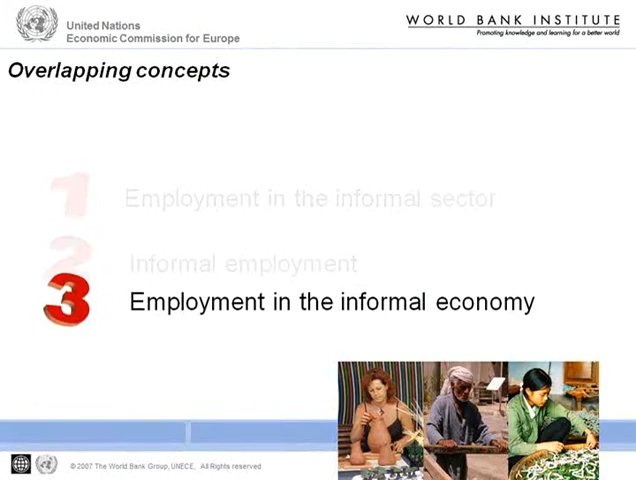 United Nations
Economic Commission for Europe
WORLD BANK INSTITUTE
Promoting knowledge and learning for a better world
Overlapping concepts
1 Employment in the informal sector
2 Informal employment
3 Employment in the informal economy
© 2007 The World Bank Group, UNECE, All Rights reserved